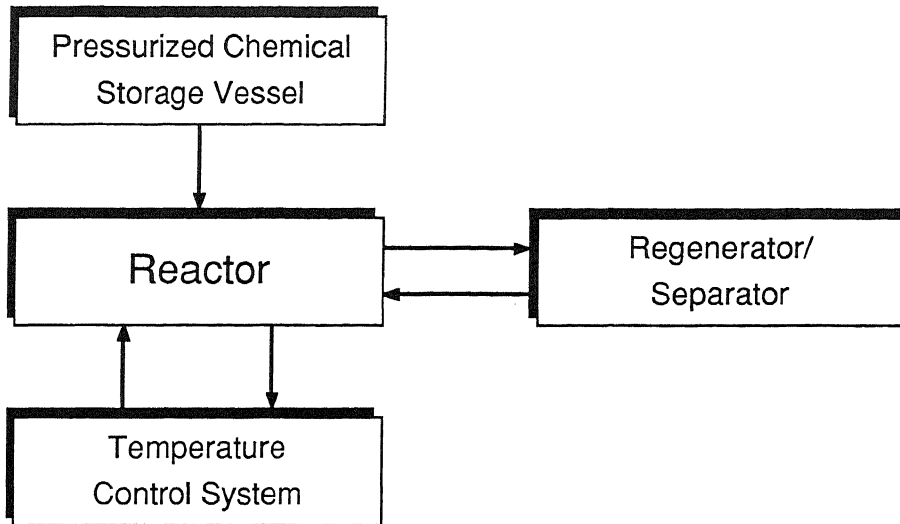 Pressurized Chemical
Storage Vessel
Reactor
Regenerator/
Separator
Temperature
Control System